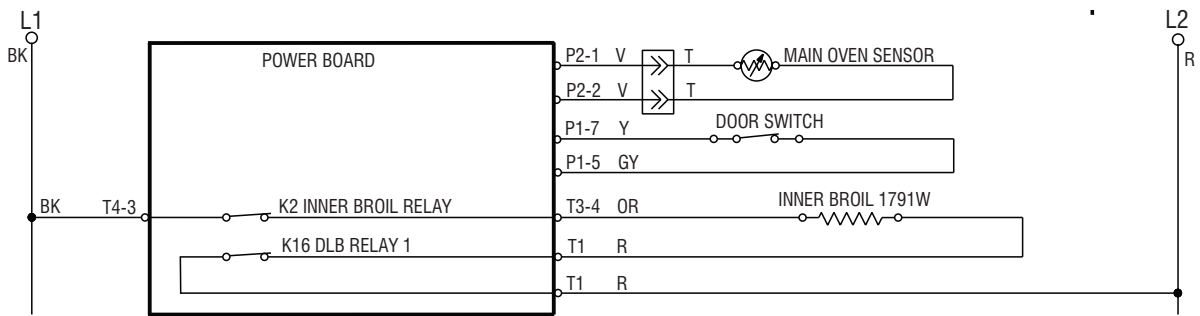 L1 L2
BK POWER BOARD P2-1 V T MAIN OVEN SENSOR R
P2-2 V T
P1-7 Y DOOR SWITCH
P1-5 GY
BK T4-3 K2 INNER BROIL RELAY T3-4 OR INNER BROIL 1791W
K16 DLB RELAY 1 T1 R
T1 R